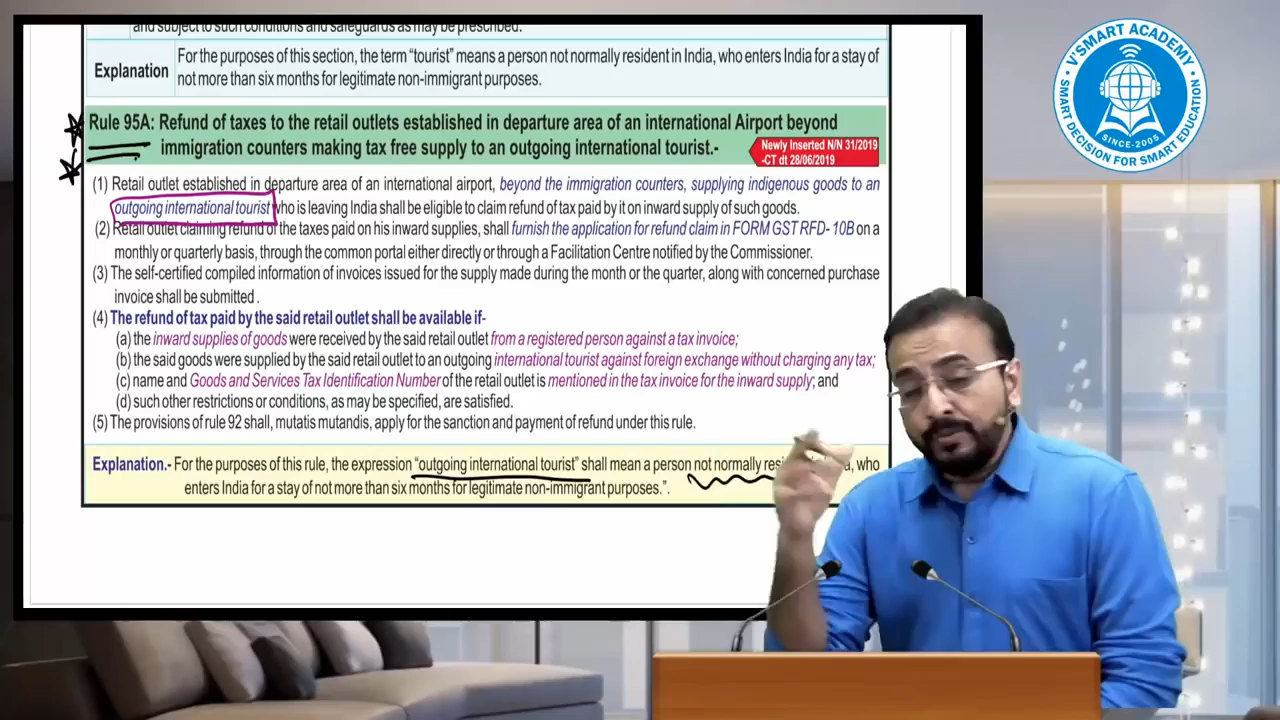 and subject to such conditions and safeguards as may be prescribed.
Explanation
For the purposes of this section, the term "torist" means a person not normally resident in India, who enters India for a stay of
not more than six months for legitimate non-immigrant purposes.
Rule 95A: Refund of taxes to the retail outlets established in departure area of an international Airport beyond
immigration counters making tax free supply to an outgoing international tourist.-
Newly Inserted N/N 31/2019
-CT dt 28/06/2019
(1) Retail outlet established in departure area of an international airport, beyond the immigration counters, supplying indigenous goods to an
outgoing international tourist who is leaving India shall be eligible to claim refund of tax paid by it on inward supply of such goods.
(2) Retail outlet claiming refund of the taxes paid on his inward supplies, shall furnish the application for refund claim in FORM GST RFD- 10B on a
monthly or quarterly basis, through the common portal either directly or through a Facilitation Centre notified by the Commissioner.
(3) The self-certified compiled information of invoices issued for the supply made during the month or the quarter, along with concerned purchase
invoice shall be submitted .
(4) The refund of tax paid by the said retail outlet shall be available if-
(a) the inward supplies of goods were received by the said retail outlet from a registered person against a tax invoice;
(b) the said goods were supplied by the said retail outlet to an outgoing international tourist against foreign exchange without charging any tax;
(c) name and Goods and Services Tax Identification Number of the retail outlet is mentioned in the tax invoice for the inward supply; and
(d) such other restrictions or conditions, as may be specified, are satisfied.
(5) The provisions of rule 92 shall, mutatis mutandis, apply for the sanction and payment of refund under this rule.
Explanation.- For the purposes of this rule, the expression "outgoing international tourist" shall mean a person not normally who
enters India for a stay of not more than six months for legitimate non-immigrant purposes.".
V'SMART ACADEMY
SINCE-2005
SMART DECISION FOR SMART EDUCATION